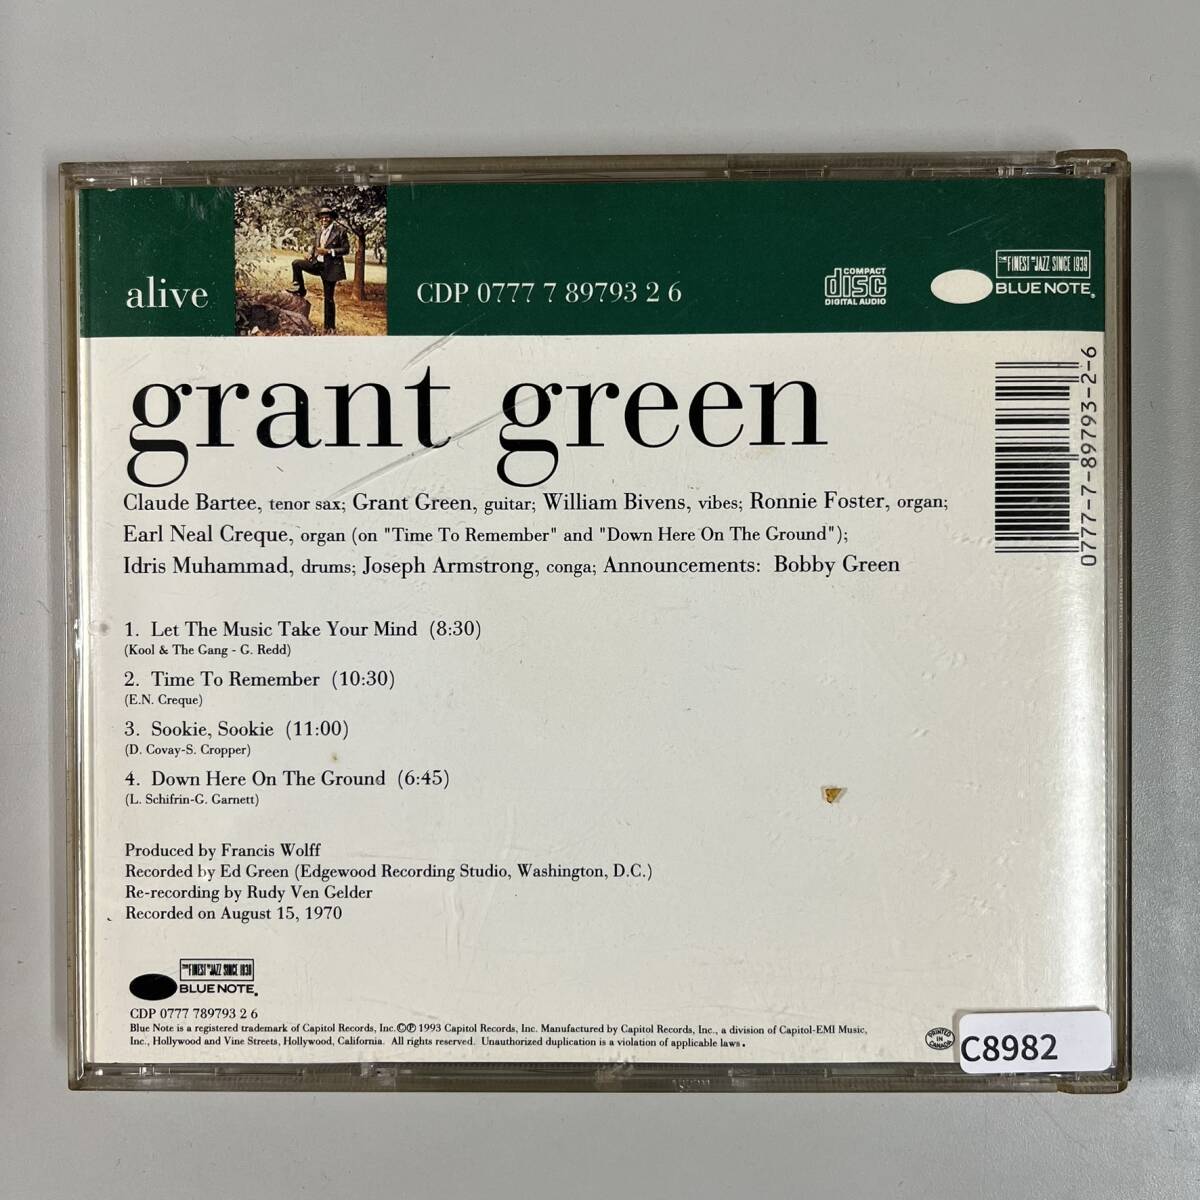 alive
CDP 0777 7 89793 2 6
COMPACT
disc
DIGITAL AUDIO
THE FINEST IN JAZZ SINCE 1939
BLUE NOTE.
grant green
0777-7-89793-2-6
Claude Bartee, tenor sax; Grant Green, guitar; William Bivens, vibes; Ronnie Foster, organ;
Earl Neal Creque, organ (on "Time To Remember" and "Down Here On The Ground");
Idris Muhammad, drums; Joseph Armstrong, conga; Announcements: Bobby Green
1. Let The Music Take Your Mind (8:30)
(Kool & The Gang - G. Redd)
2. Time To Remember (10:30)
(E.N. Creque)
3. Sookie, Sookie (11:00)
(D. Covay-S. Cropper)
4. Down Here On The Ground (6:45)
(L. Schifrin-G. Garnett)
Produced by Francis Wolff
Recorded by Ed Green (Edgewood Recording Studio, Washington, D.C.)
Re-recording by Rudy Ven Gelder
Recorded on August 15, 1970
THE FINEST IN JAZZ SINCE 1939
BLUE NOTE.
CDP 0777 789793 2 6
Blue Note is a registered trademark of Capitol Records, Inc.©℗ 1993 Capitol Records, Inc. Manufactured by Capitol Records, Inc., a division of Capitol-EMI Music,
Inc., Hollywood and Vine Streets, Hollywood, California. All rights reserved. Unauthorized duplication is a violation of applicable laws.
PRINTED
IN
CANADA
C8982